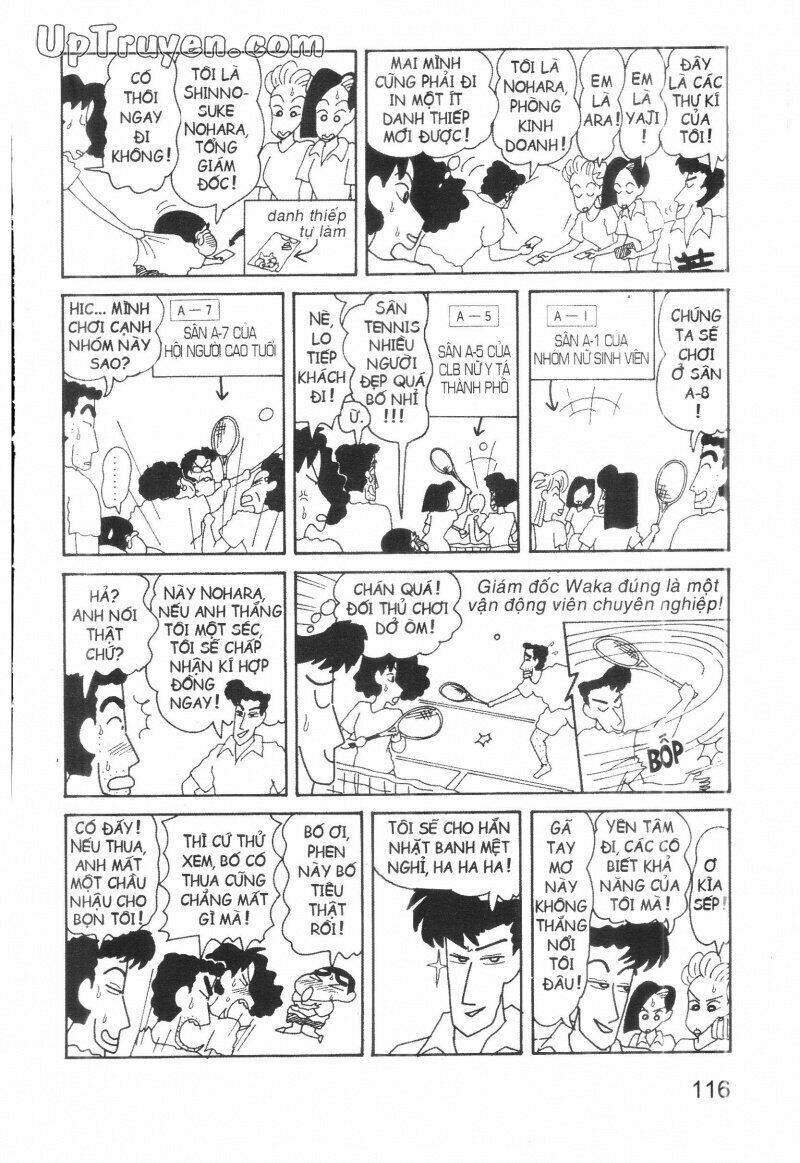 UpTruyen.com
ĐÂY
LÀ CÁC
THƯ KÍ
CỦA
TÔI!
EM
LÀ
YAJI
!
EM
LÀ
ARA!
TÔI LÀ
NOHARA,
PHÒNG
KINH
DOANH!
MAI MÌNH
CŨNG PHẢI ĐI
IN MỘT ÍT
DANH THIẾP
MỚI ĐƯỢC!
TÔI LÀ
SHINNO-
SUKE
NOHARA,
TỔNG
GIÁM
ĐỐC!
CÓ
THÔI
NGAY
ĐI
KHÔNG!
danh thiếp
tự làm
CHÚNG
TA SẼ
CHƠI
Ở SÂN
A-8
!
A - 1
SÂN A-1 CỦA
NHÓM NỮ SINH VIÊN
A - 5
SÂN A-5 CỦA
CLB NỮ Y TÁ
THÀNH PHỐ
SÂN
TENNIS
NHIỀU
NGƯỜI
ĐẸP QUÁ
BỐ NHỈ
!!!
Ừ.
NÈ,
LO
TIẾP
KHÁCH
ĐI!
A - 7
SÂN A-7 CỦA
HỘI NGƯỜI CAO TUỔI
HIC... MÌNH
CHƠI CẠNH
NHÓM NÀY
SAO?
......
Giám đốc Waka đúng là một
vận động viên chuyên nghiệp!
BỐP
CHÁN QUÁ!
ĐỐI THỦ CHƠI
DỞ ÒM!
NÀY NOHARA,
NẾU ANH THẮNG
TÔI MỘT SÉC,
TÔI SẼ CHẤP
NHẬN KÍ HỢP
ĐỒNG
NGAY!
HẢ?
ANH NÓI
THẬT
CHỨ?
Ơ
KÌA
SẾP!
YÊN TÂM
ĐI, CÁC CÔ
BIẾT KHẢ
NĂNG CỦA
TÔI MÀ!
GÃ
TAY
MƠ
NÀY
KHÔNG
THẮNG
NỔI
TÔI
ĐÂU!
TÔI SẼ CHO HẮN
NHẶT BANH MỆT
NGHỈ, HA HA HA!
BỐ ƠI,
PHEN
NÀY BỐ
TIÊU
THẬT
RỒI!
THÌ CỨ THỬ
XEM, BỐ CÓ
THUA CŨNG
CHẲNG MẤT
GÌ MÀ!
CÓ ĐẤY!
NẾU THUA,
ANH MẤT
MỘT CHẦU
NHẬU CHO
BỌN TÔI!
116